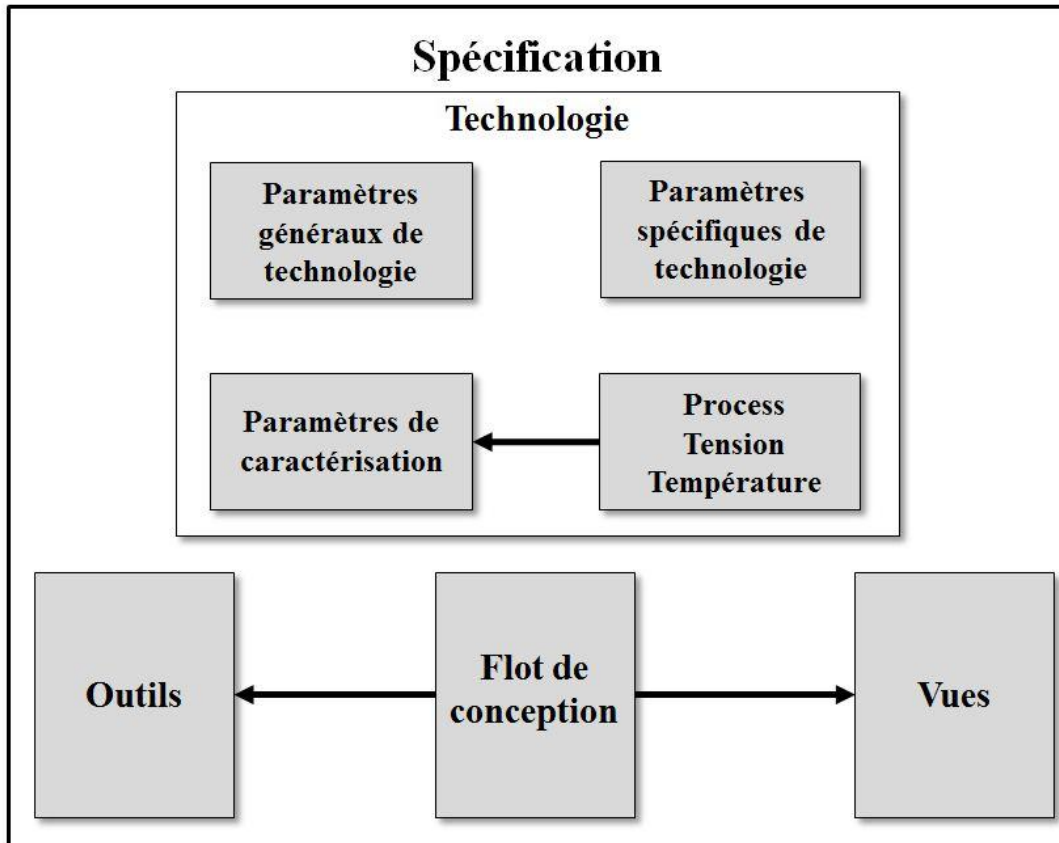 Spécification
Technologie
Paramètres
généraux de
technologie
Paramètres
spécifiques de
technologie
Paramètres de
caractérisation
Process
Tension
Température
Outils
Flot de
conception
Vues